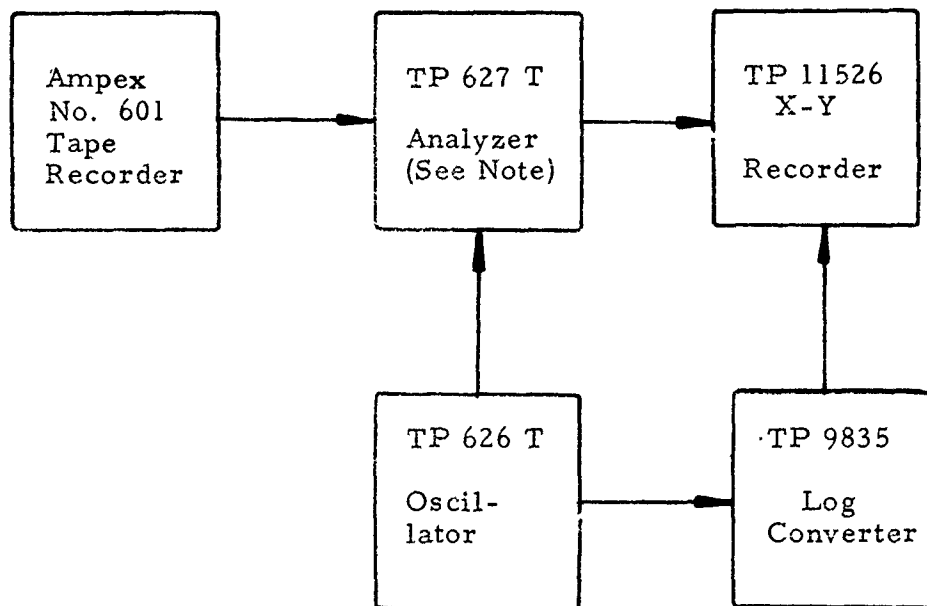 Ampex
No. 601
Tape
Recorder
TP 627 T
Analyzer
(See Note)
TP 11526
X-Y
Recorder
TP 626 T
Oscil-
lator
TP 9835
Log
Converter